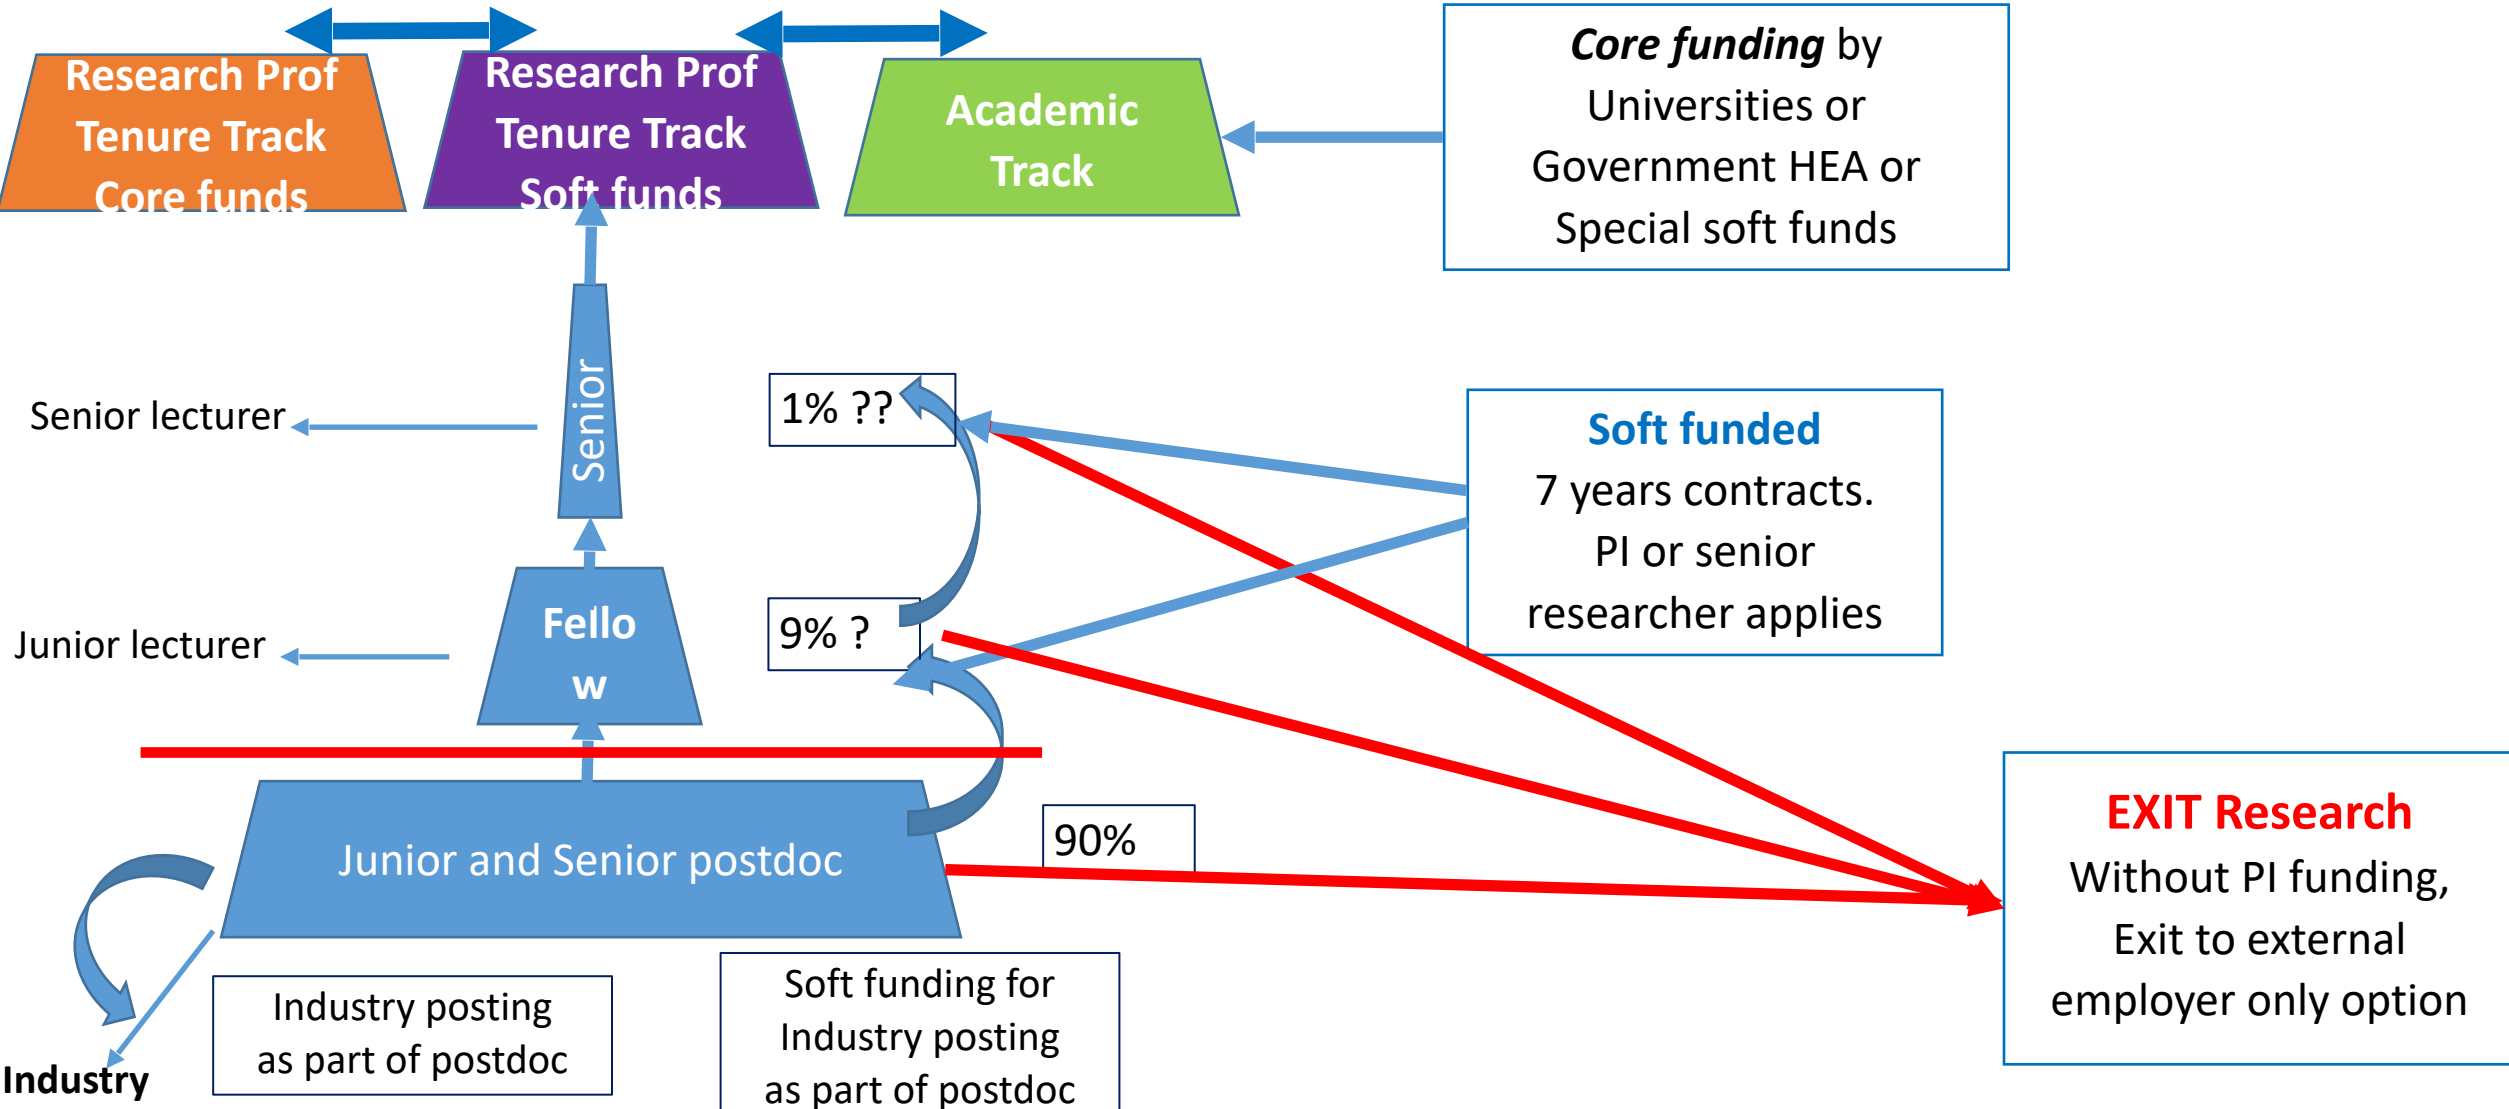 Research Prof
Tenure Track
Core funds
Research Prof
Tenure Track
Soft funds
Academic
Track
Core funding by
Universities or
Government HEA or
Special soft funds
Senior
Senior lecturer
1% ??
Soft funded
7 years contracts.
PI or senior
researcher applies
Junior lecturer
Fello
w
9% ?
Junior and Senior postdoc
90%
EXIT Research
Without PI funding,
Exit to external
employer only option
Industry
Industry posting
as part of postdoc
Soft funding for
Industry posting
as part of postdoc